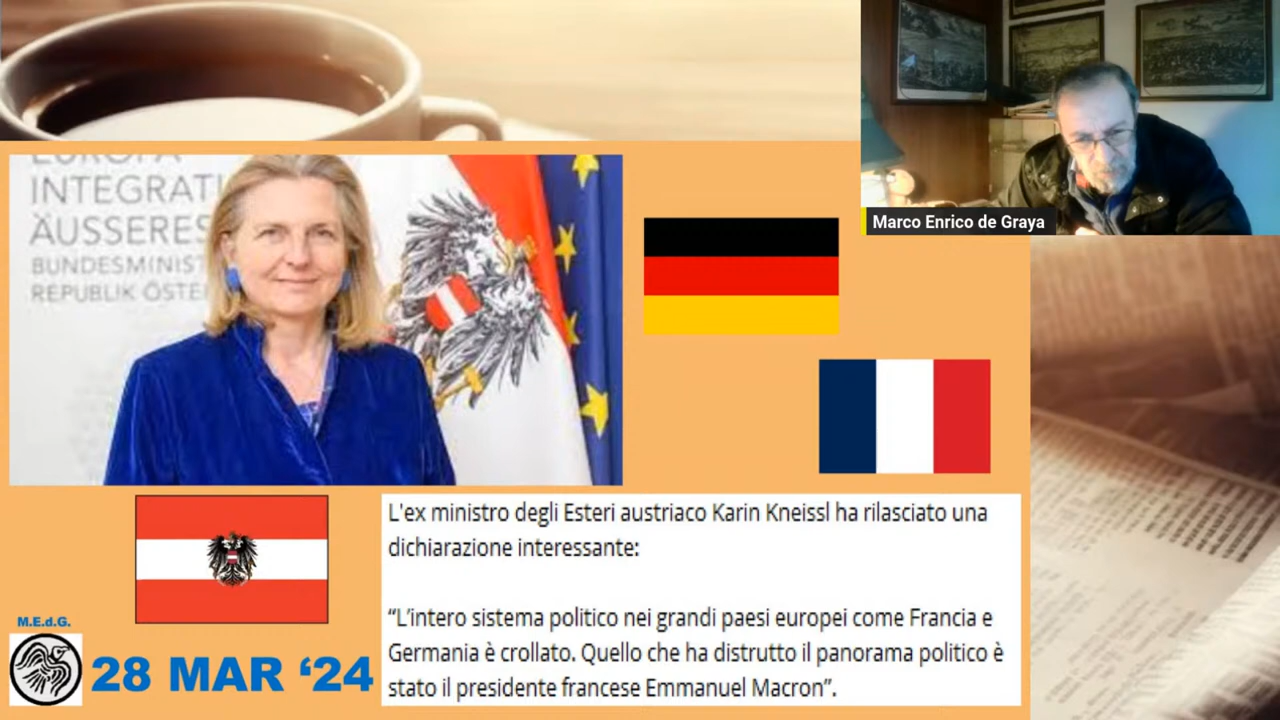 INTEGRATI
ÄUSSERES
BUNDESMINIST
REPUBLIK ÖSTE
Marco Enrico de Graya
L'ex ministro degli Esteri austriaco Karin Kneissl ha rilasciato una
dichiarazione interessante:
“L'intero sistema politico nei grandi paesi europei come Francia e
Germania è crollato. Quello che ha distrutto il panorama politico è
stato il presidente francese Emmanuel Macron”.
M.E.d.G.
28 MAR ‘24